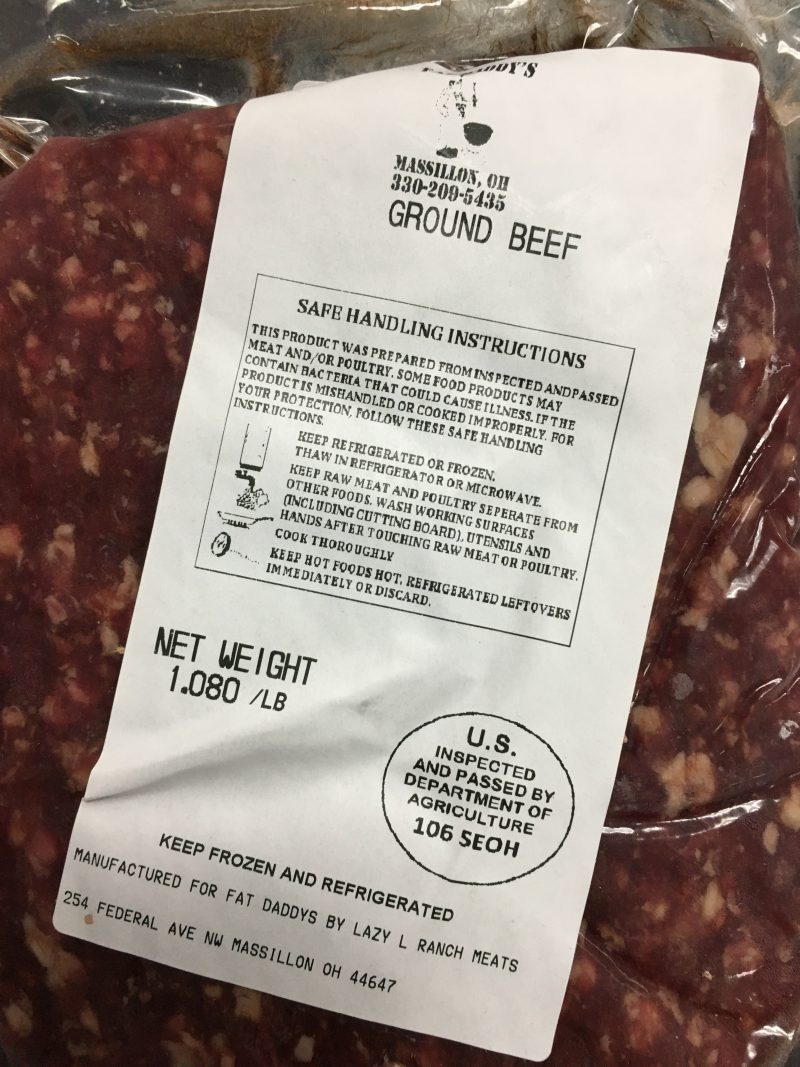 MASSILLON, OH
330-209-5435
GROUND BEEF
SAFE HANDLING INSTRUCTIONS
THIS PRODUCT WAS PREPARED FROM INSPECTED AND PASSED
MEAT AND/OR POULTRY. SOME FOOD PRODUCTS MAY
CONTAIN BACTERIA THAT COULD CAUSE ILLNESS. IF THE
PRODUCT IS MISHANDLED OR COOKED IMPROPERLY. FOR
YOUR PROTECTION, FOLLOW THESE SAFE HANDLING
INSTRUCTIONS.
KEEP REFRIGERATED OR FROZEN.
THAW IN REFRIGERATOR OR MICROWAVE.
KEEP RAW MEAT AND POULTRY SEPERATE FROM
OTHER FOODS. WASH WORKING SURFACES
(INCLUDING CUTTING BOARD), UTENSILS AND
HANDS AFTER TOUCHING RAW MEAT OR POULTRY.
COOK THOROUGHLY
KEEP HOT FOODS HOT. REFRIGERATED LEFTOVERS
IMMEDIATELY OR DISCARD.
NET WEIGHT
1.080 /LB
U.S.
INSPECTED
AND PASSED BY
DEPARTMENT OF
AGRICULTURE
106 SEOH
KEEP FROZEN AND REFRIGERATED
MANUFACTURED FOR FAT DADDYS BY LAZY L RANCH MEATS
254 FEDERAL AVE NW MASSILLON OH 44647